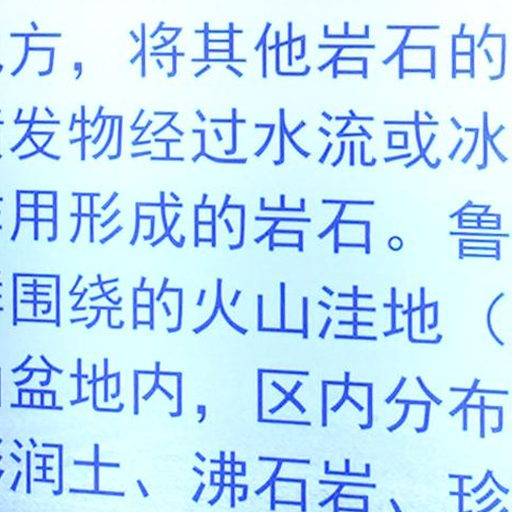 方，将其他岩石的
发物经过水流或冰
用形成的岩石。鲁
围绕的火山洼地（
盆地内，区内分布
润土、沸石岩、珍